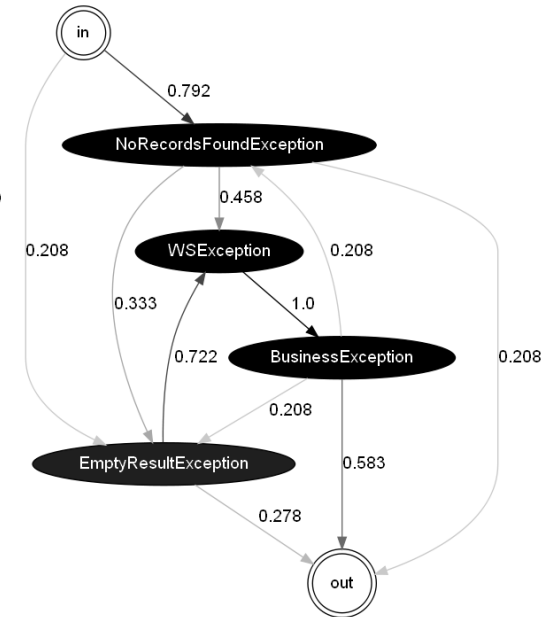 in
0.792
NoRecordsFoundException
0.458
WSException
0.208
0.208
0.333
1.0
0.722
BusinessException
0.208
0.208
EmptyResultException
0.583
0.278
out